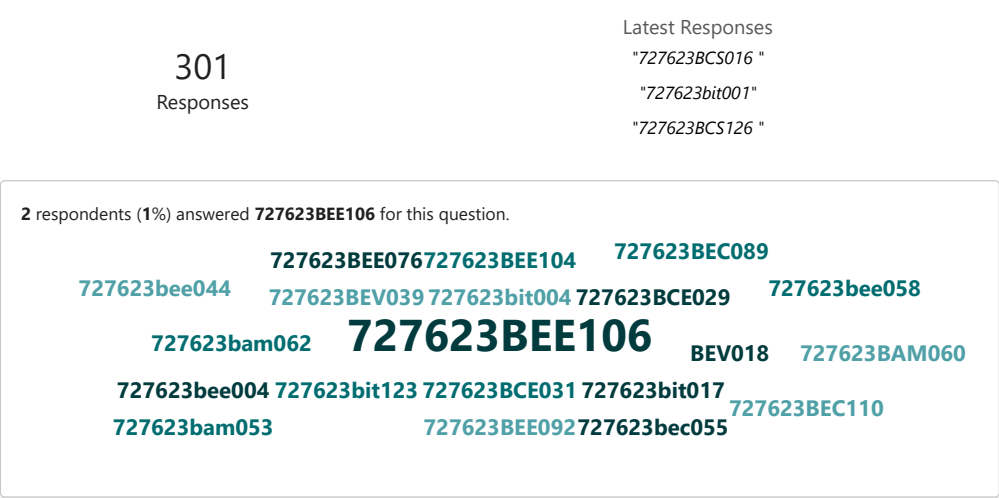 301
Responses
Latest Responses
"727623BCS016 "
"727623bit001"
"727623BCS126 "
2 respondents (1%) answered 727623BEE106 for this question.
727623BEE076 727623BEE104 727623BEC089
727623bee044 727623BEV039 727623bit004 727623BCE029 727623bee058
727623bam062 727623BEE106 BEV018 727623BAM060
727623bee004 727623bit123 727623BCE031 727623bit017 727623BEC110
727623bam053 727623BEE092 727623bec055